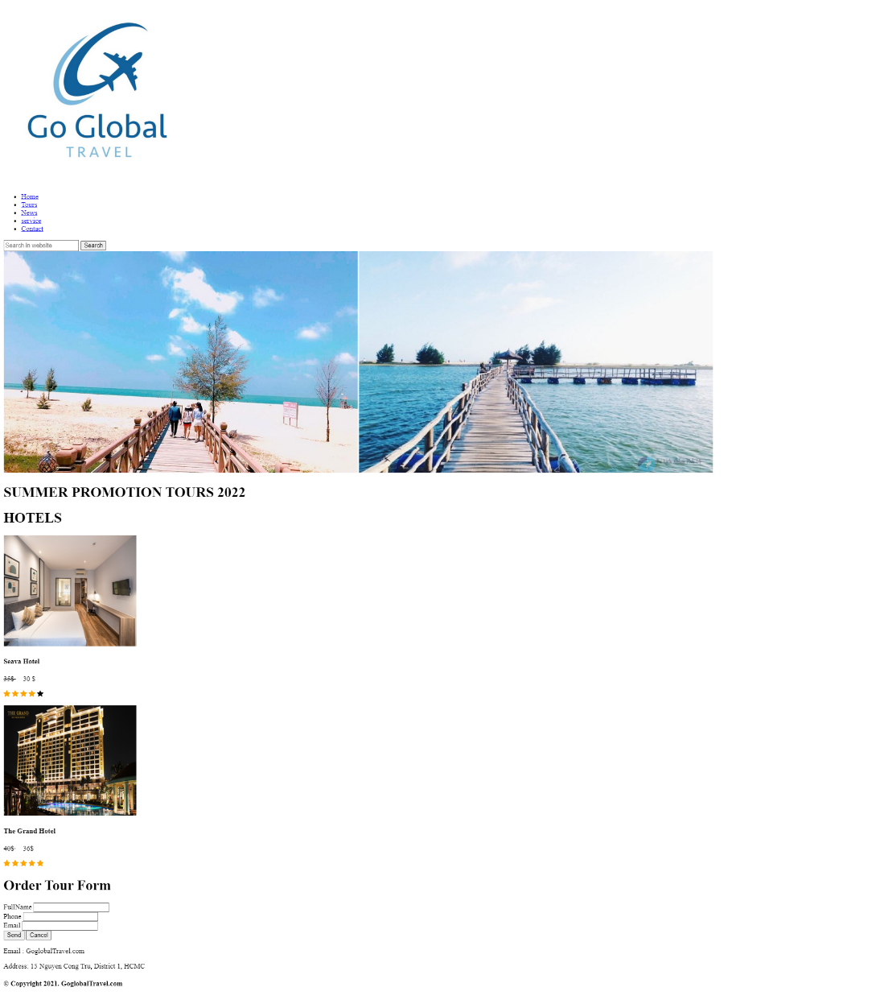 Go Global
TRAVEL
Home
Tours
News
service
Contact
Search in website Search
SUMMER PROMOTION TOURS 2022
HOTELS
Seava Hotel
35$ 30 $
THE GRAND
The Grand Hotel
40$ 36$
Order Tour Form
FullName
Phone
Email
Send Cancel
Email : GoglobalTravel.com
Address: 15 Nguyen Cong Tru, District 1, HCMC
© Copyright 2021. GoglobalTravel.com